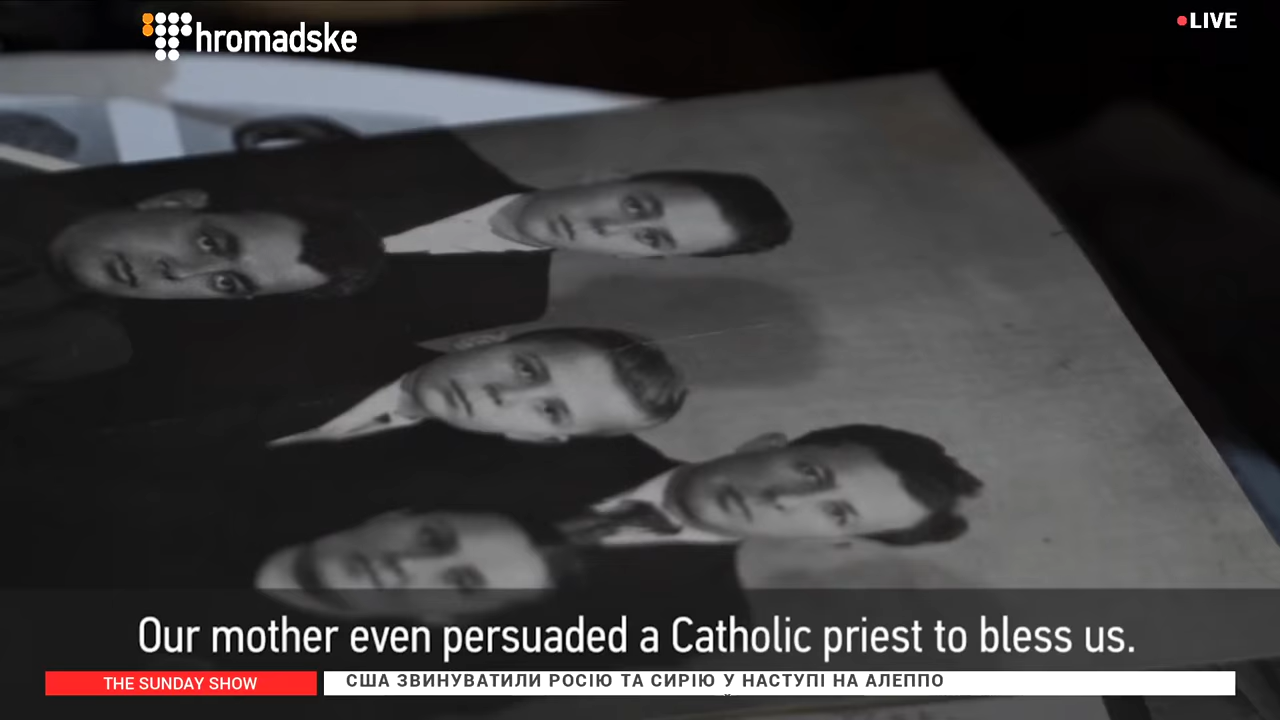 hromadske
LIVE
Our mother even persuaded a Catholic priest to bless us.
THE SUNDAY SHOW
США ЗВИНУВАТИЛИ РОСІЮ ТА СИРІЮ У НАСТУПІ НА АЛЕППО